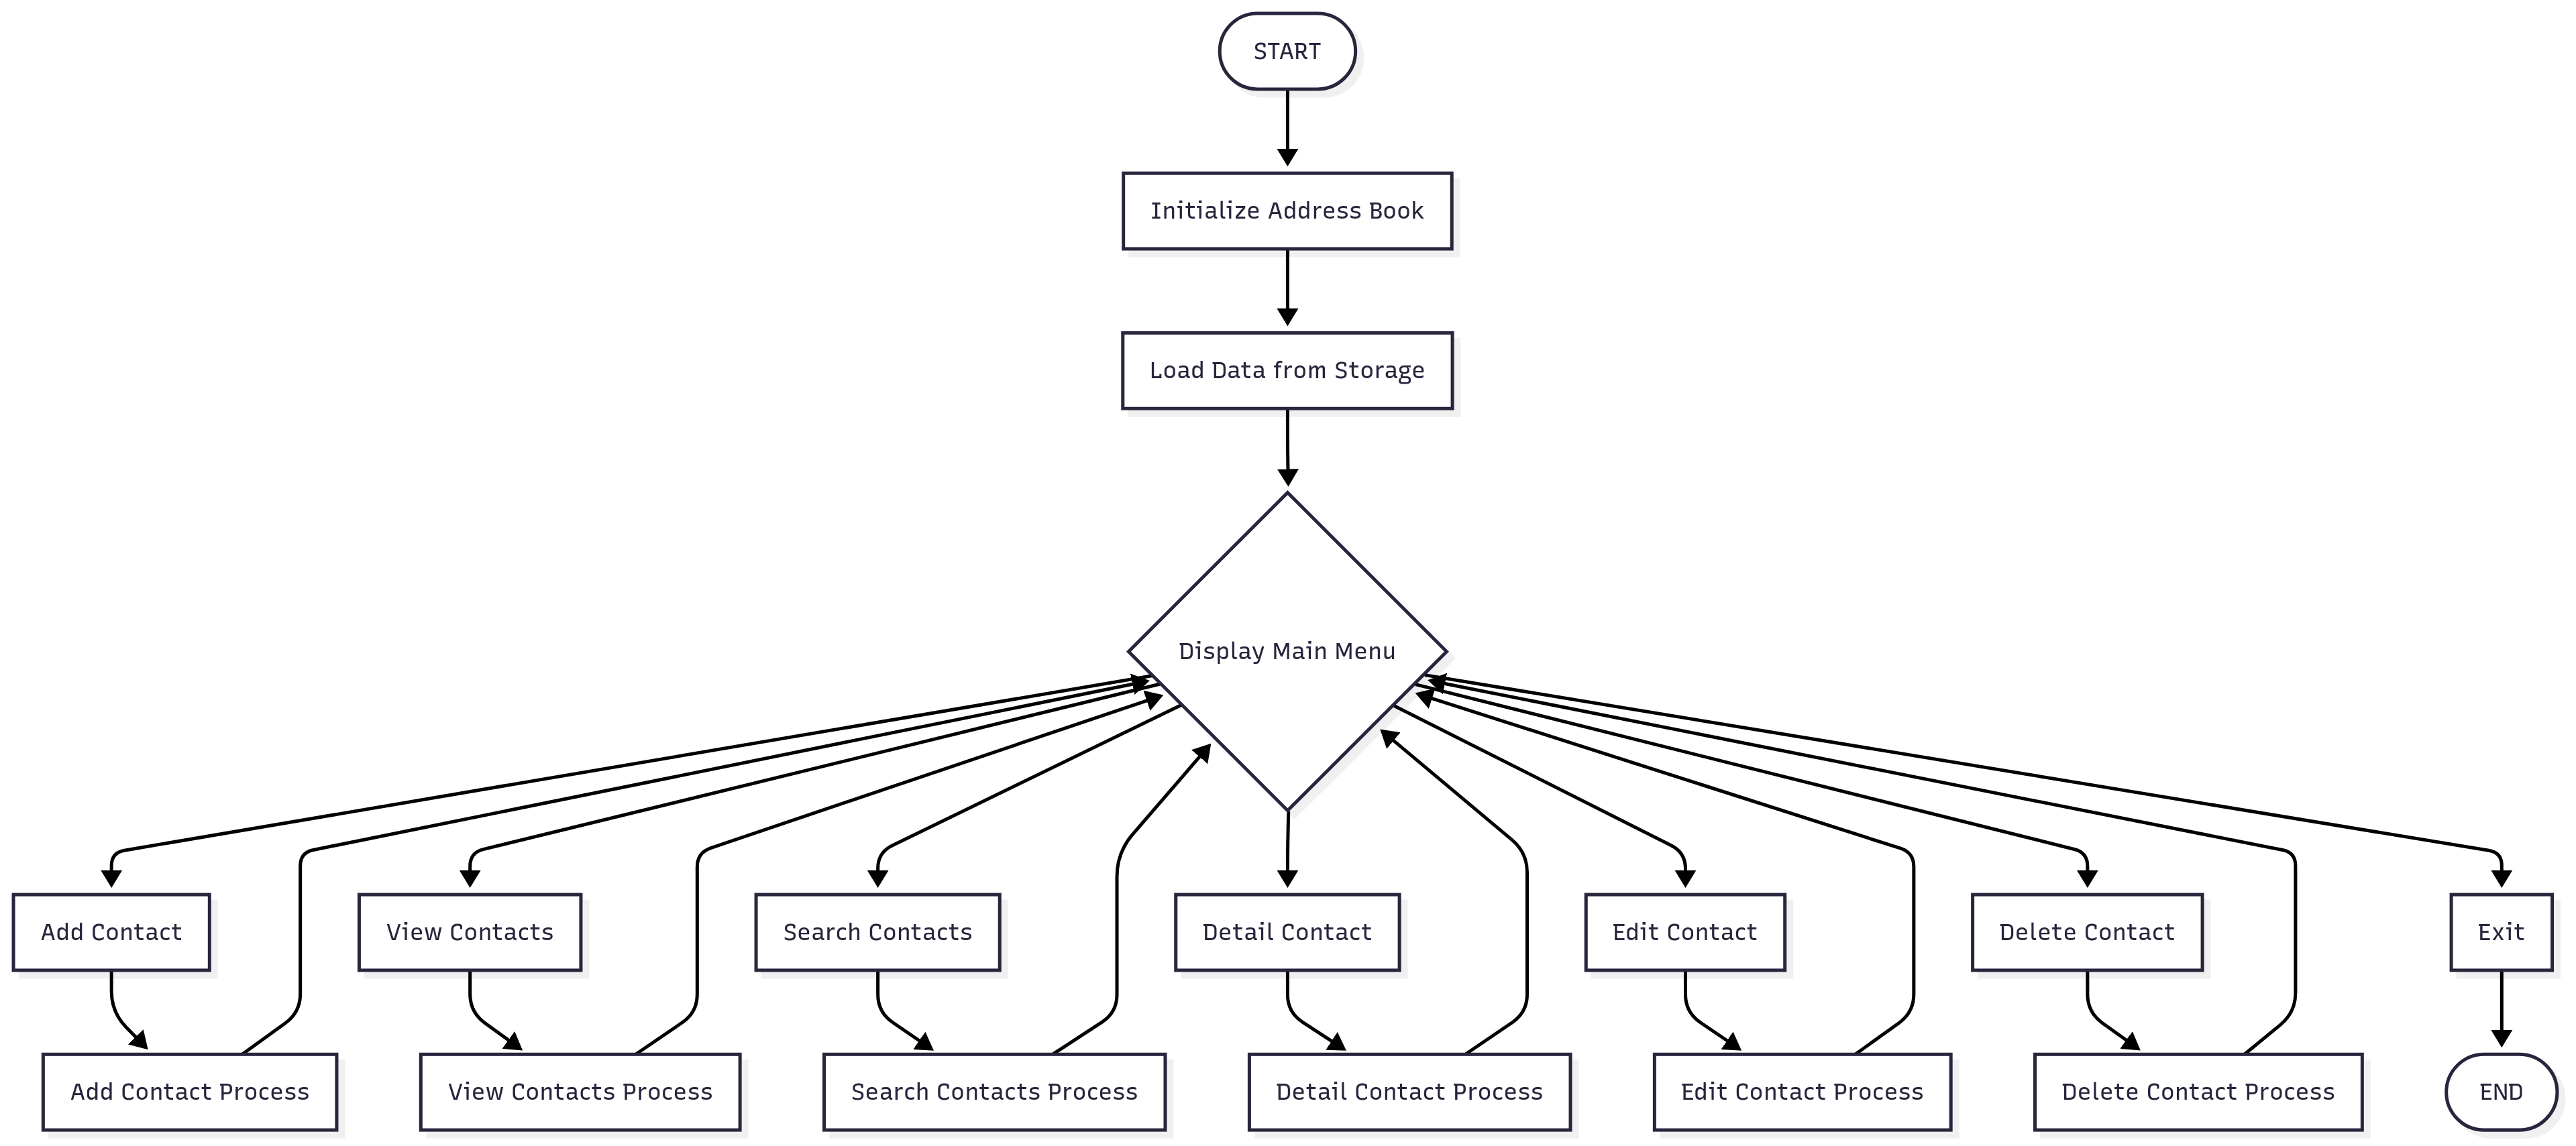 START
Initialize Address Book
Load Data from Storage
Display Main Menu
Add Contact
View Contacts
Search Contacts
Detail Contact
Edit Contact
Delete Contact
Exit
Add Contact Process
View Contacts Process
Search Contacts Process
Detail Contact Process
Edit Contact Process
Delete Contact Process
END